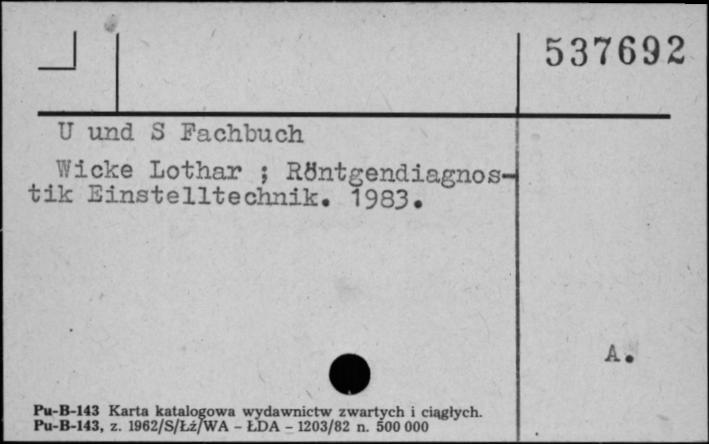 537692
U und S Fachbuch
Wicke Lothar ; Röntgendiagnos-
tik Einstelltechnik. 1983.
A.
Pu-B-143 Karta katalogowa wydawnictw zwartych i ciągłych.
Pu-B-143, z. 1962/S/Łż/WA - ŁDA - 1203/82 n. 500 000